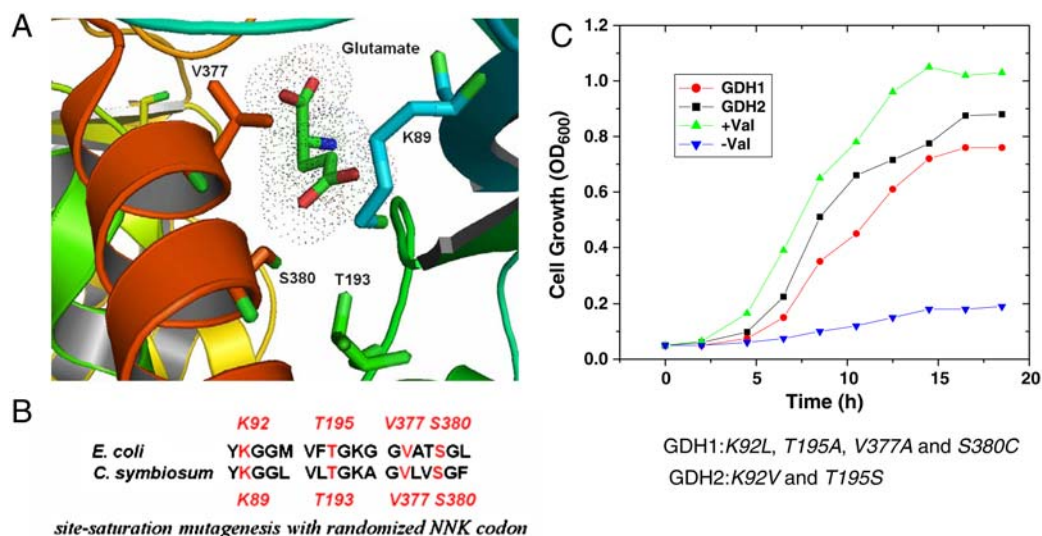 A
Glutamate
V377
K89
S380
T193
B
K92 T195 V377 S380
E. coli YKGGM VFTGKG GVATSGL
C. symbiosum YKGGL VLTGKA GVLVSGF
K89 T193 V377 S380
site-saturation mutagenesis with randomized NNK codon
C
1.2
1.0
0.8
0.6
0.4
0.2
0.0
Cell Growth (OD600)
GDH1
GDH2
+Val
-Val
0 5 10 15 20
Time (h)
GDH1:K92L, T195A, V377A and S380C
GDH2:K92V and T195S